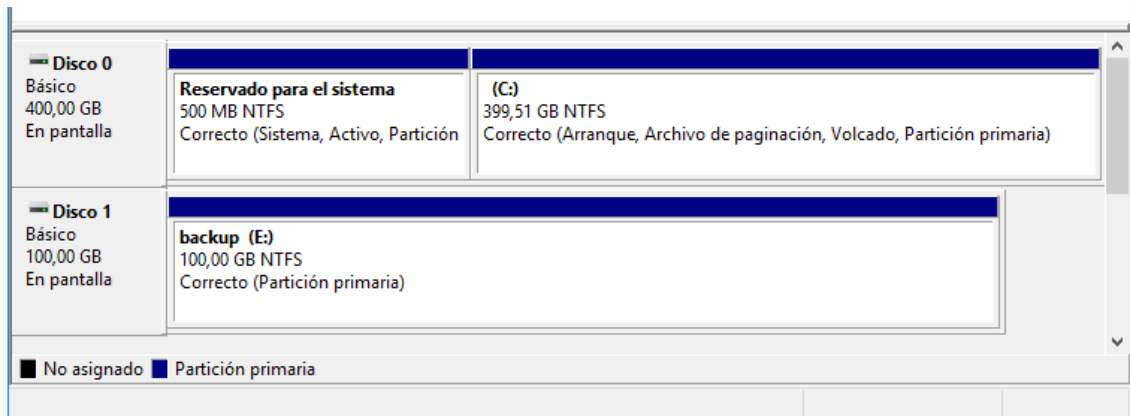 Disco 0
Básico
400,00 GB
En pantalla
Reservado para el sistema
500 MB NTFS
Correcto (Sistema, Activo, Partición
(C:)
399,51 GB NTFS
Correcto (Arranque, Archivo de paginación, Volcado, Partición primaria)
Disco 1
Básico
100,00 GB
En pantalla
backup (E:)
100,00 GB NTFS
Correcto (Partición primaria)
No asignado Partición primaria